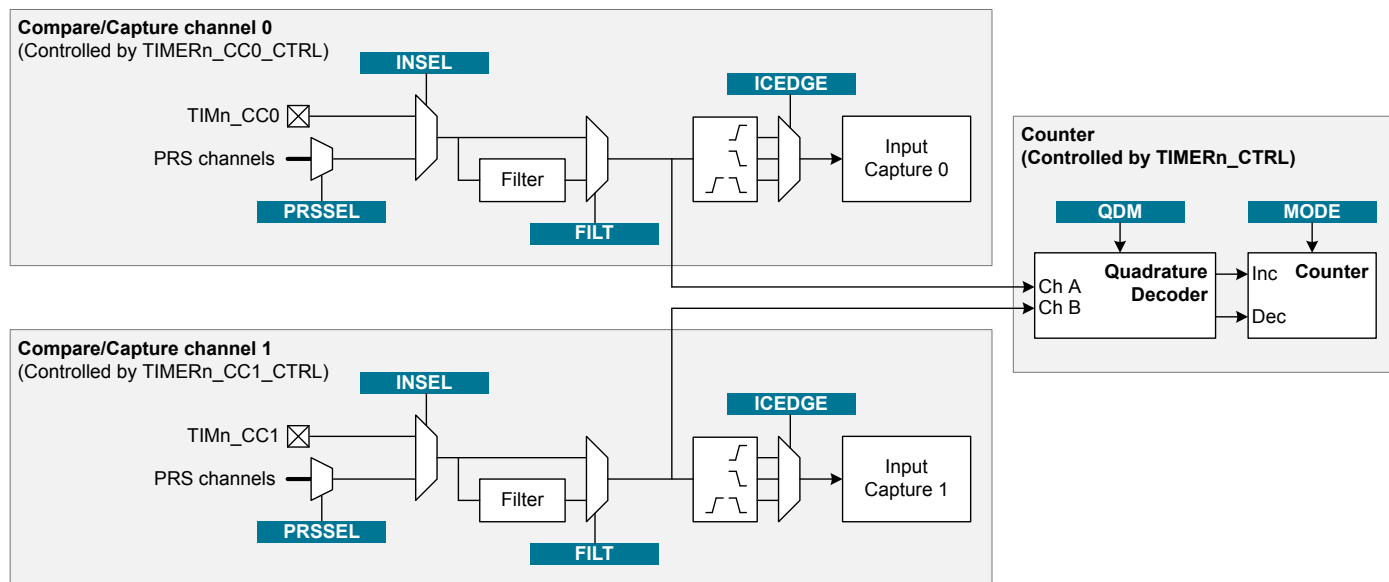 Compare/Capture channel 0
(Controlled by TIMERn_CC0_CTRL)
INSEL
ICEDGE
TIMn_CC0
PRS channels
Filter
Input
Capture 0
PRSSEL
FILT
Counter
(Controlled by TIMERn_CTRL)
QDM
MODE
Quadrature
Decoder
Ch A
Ch B
Inc
Counter
Dec
Compare/Capture channel 1
(Controlled by TIMERn_CC1_CTRL)
INSEL
ICEDGE
TIMn_CC1
PRS channels
Filter
Input
Capture 1
PRSSEL
FILT